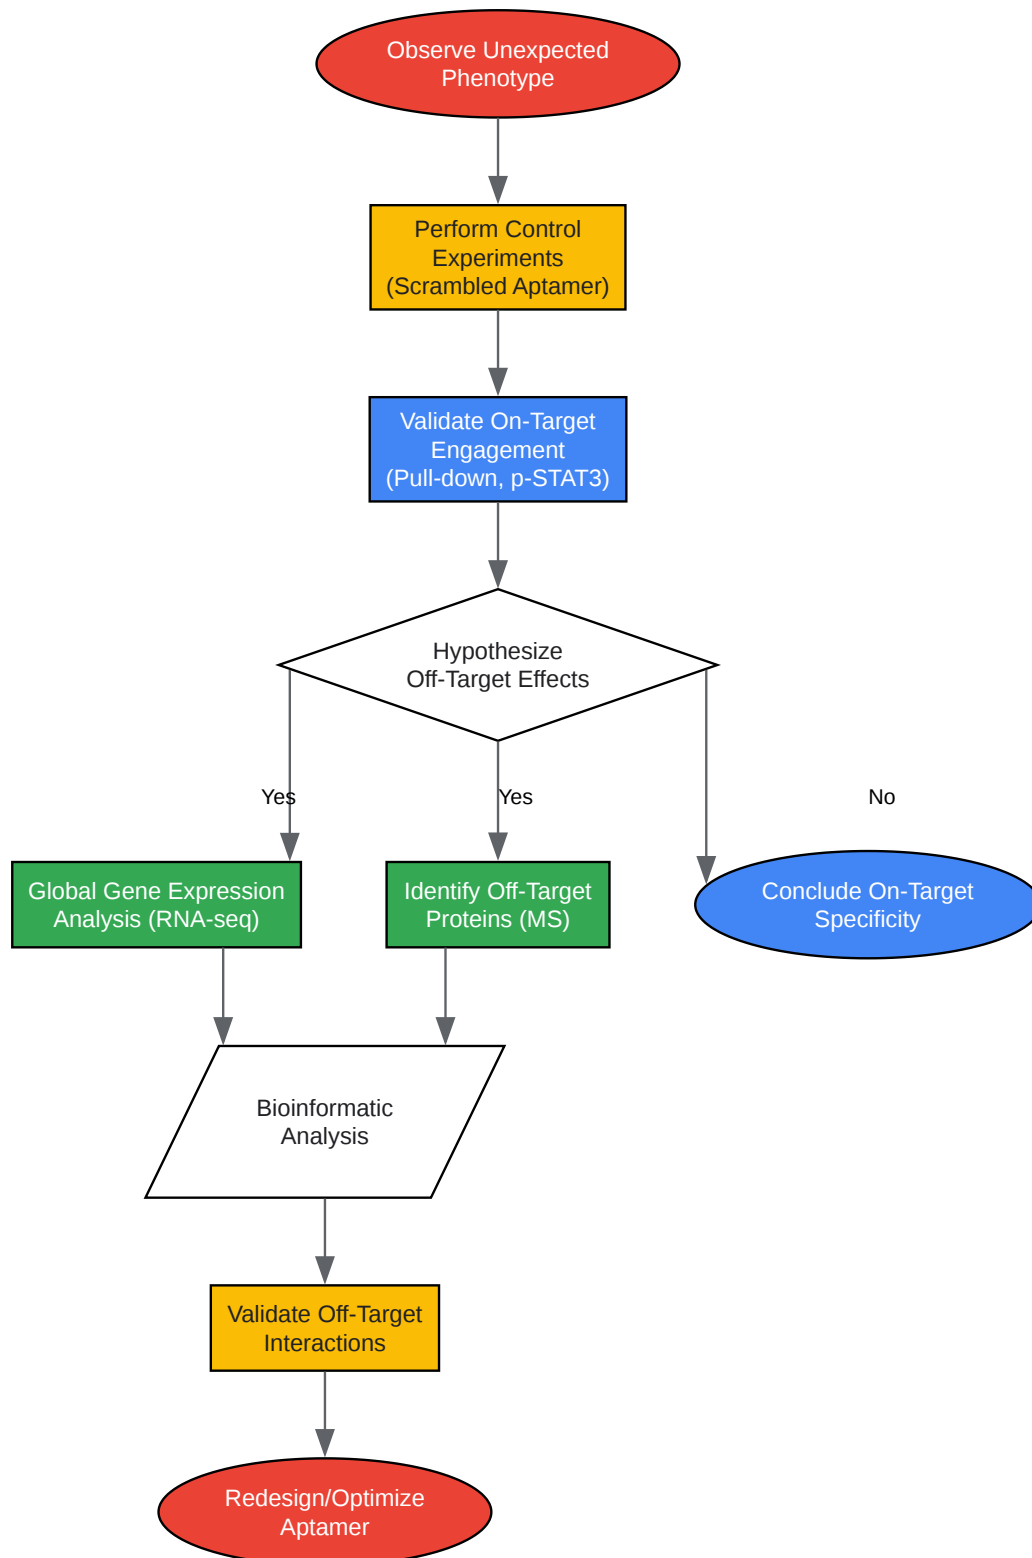 Observe Unexpected
Phenotype
Perform Control
Experiments
(Scrambled Aptamer)
Validate On-Target
Engagement
(Pull-down, p-STAT3)
Hypothesize
Off-Target Effects
Yes
Yes
No
Global Gene Expression
Analysis (RNA-seq)
Identify Off-Target
Proteins (MS)
Conclude On-Target
Specificity
Bioinformatic
Analysis
Validate Off-Target
Interactions
Redesign/Optimize
Aptamer